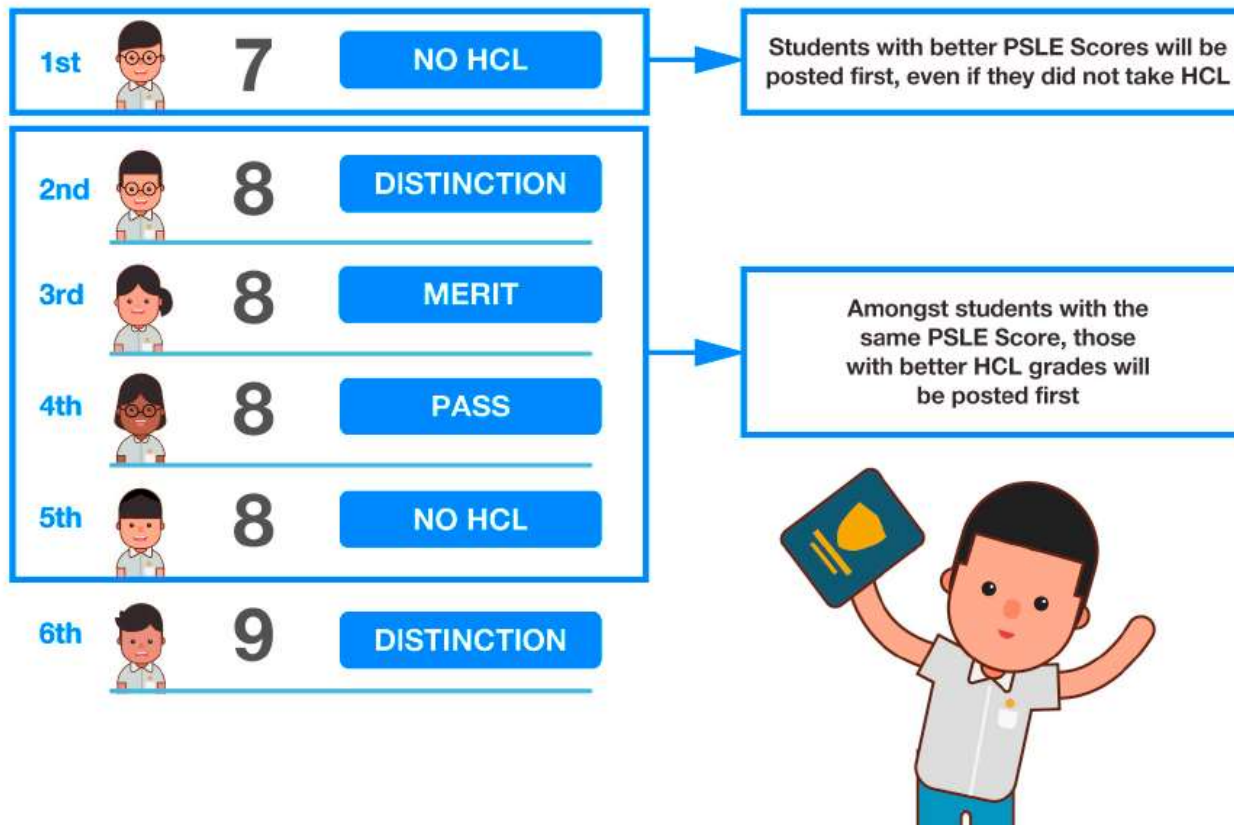 1st 7 NO HCL
Students with better PSLE Scores will be
posted first, even if they did not take HCL
2nd 8 DISTINCTION
3rd 8 MERIT
4th 8 PASS
5th 8 NO HCL
Amongst students with the
same PSLE Score, those
with better HCL grades will
be posted first
6th 9 DISTINCTION